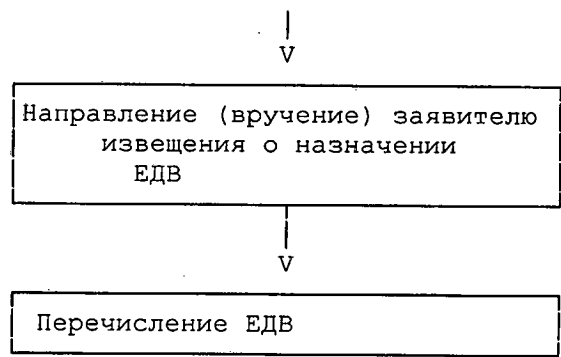 V
Направление (вручение) заявителю
извещения о назначении
ЕДВ
V
Перечисление ЕДВ